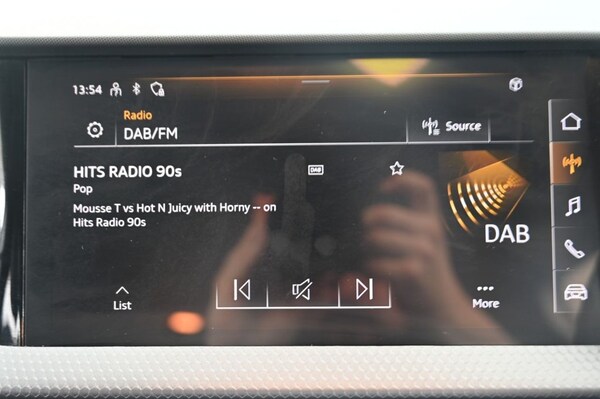 13:54
Radio
DAB/FM
Source
HITS RADIO 90s
DAB
Pop
Mousse T vs Hot N Juicy with Horny -- on
Hits Radio 90s
DAB
List
More